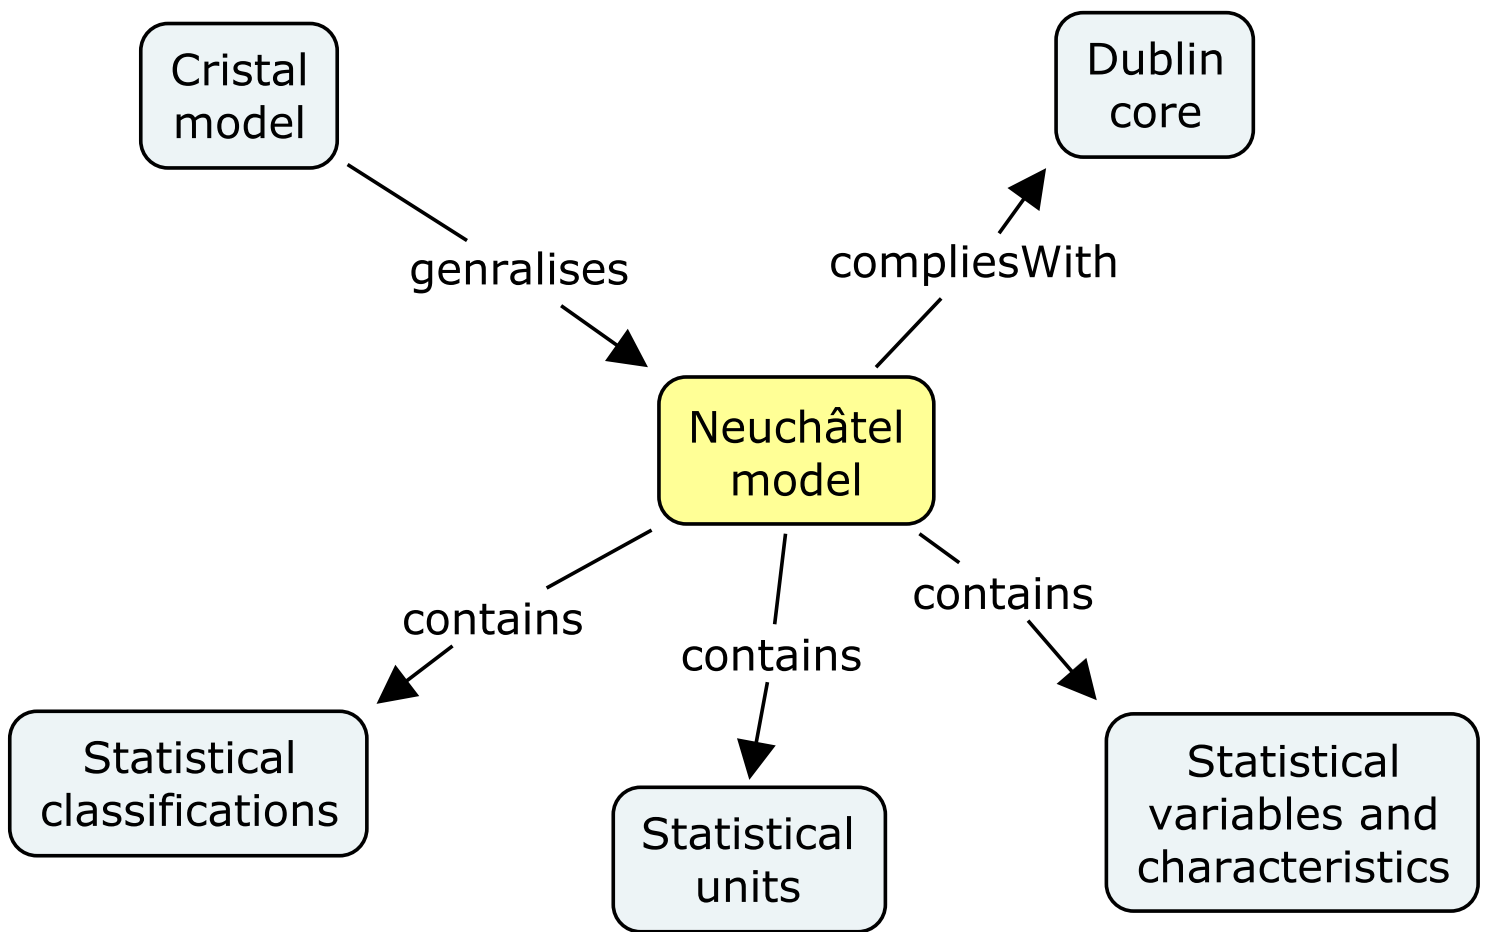 Cristal
model
Dublin
core
genralises
compliesWith
Neuchâtel
model
contains
contains
contains
Statistical
classifications
Statistical
units
Statistical
variables and
characteristics